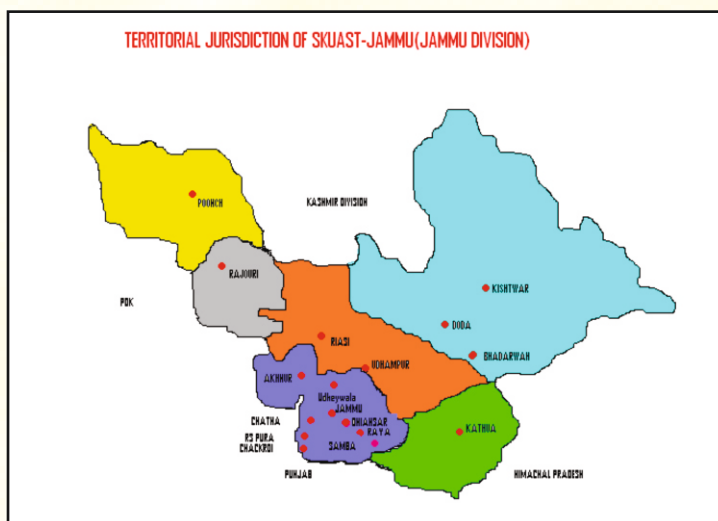 TERRITORIAL JURISDICTION OF SKUAST-JAMMU(JAMMU DIVISION)
POONCH
KASHMIR DIVISION
RAJOURI
KISHTWAR
POK
DODA
RIASI
BHADARWAH
UDHAMPUR
AKHNUR
Udheywala
JAMMU
CHATHA
DHIANSAR
RAYA
KATHUA
RS PURA
CHACKROI
SAMBA
PUNJAB
HIMACHAL PRADESH